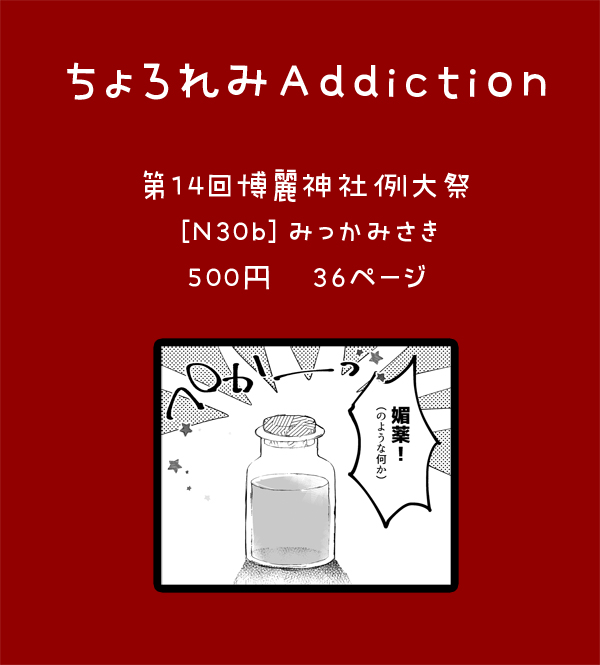 ちょろれみAddiction
第14回博麗神社例大祭
[N30b] みっかみさき
500円　36ページ
ペかーっ
媚薬！
（のような何か）